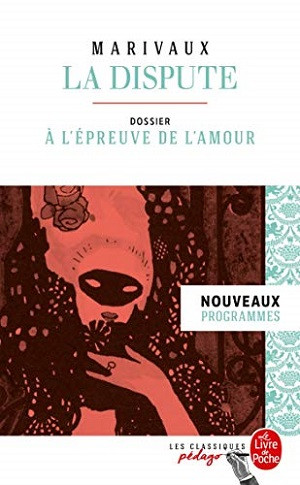 MARIVAUX
LA DISPUTE
DOSSIER
À L'ÉPREUVE DE L'AMOUR
NOUVEAUX
PROGRAMMES
LES CLASSIQUES
pédago
Le Livre
de Poche